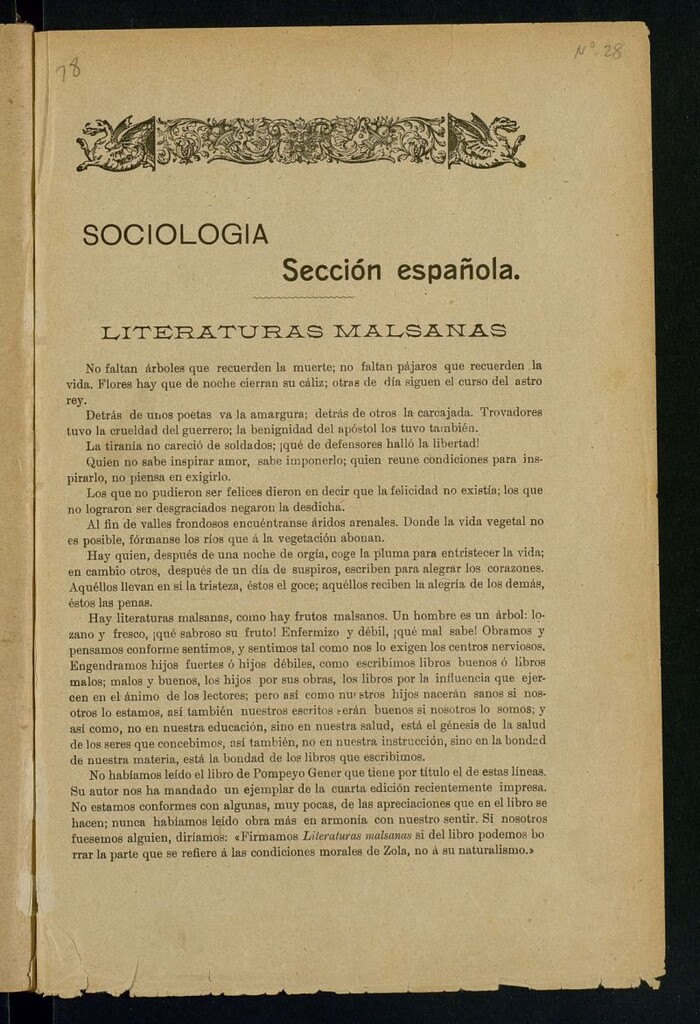 78
Nº. 28
SOCIOLOGIA
Sección española.
LITERATURAS MALSANAS
No faltan árboles que recuerden la muerte; no faltan pájaros que recuerden la
vida. Flores hay que de noche cierran su cáliz; otras de día siguen el curso del astro
rey.
Detrás de unos poetas va la amargura; detrás de otros la carcajada. Trovadores
tuvo la crueldad del guerrero; la benignidad del apóstol los tuvo también.
La tiranía no careció de soldados; ¡qué de defensores halló la libertad!
Quien no sabe inspirar amor, sabe imponerlo; quien reune condiciones para ins-
pirarlo, no piensa en exigirlo.
Los que no pudieron ser felices dieron en decir que la felicidad no existía; los que
no lograron ser desgraciados negaron la desdicha.
Al fin de valles frondosos encuéntranse áridos arenales. Donde la vida vegetal no
es posible, fórmanse los ríos que á la vegetación abonan.
Hay quien, después de una noche de orgía, coge la pluma para entristecer la vida;
en cambio otros, después de un día de suspiros, escriben para alegrar los corazones.
Aquéllos llevan en sí la tristeza, éstos el goce; aquéllos reciben la alegría de los demás,
éstos las penas.
Hay literaturas malsanas, como hay frutos malsanos. Un hombre es un árbol: lo-
zano y fresco, ¡qué sabroso su fruto! Enfermizo y débil, ¡qué mal sabe! Obramos y
pensamos conforme sentimos, y sentimos tal como nos lo exigen los centros nerviosos.
Engendramos hijos fuertes ó hijos débiles, como escribimos libros buenos ó libros
malos; malos y buenos, los hijos por sus obras, los libros por la influencia que ejer-
cen en el ánimo de los lectores; pero así como nuestros hijos nacerán sanos si nos-
otros lo estamos, así también nuestros escritos serán buenos si nosotros lo somos; y
así como, no en nuestra educación, sino en nuestra salud, está el génesis de la salud
de los seres que concebimos, así también, no en nuestra instrucción, sino en la bondad
de nuestra materia, está la bondad de los libros que escribimos.
No habíamos leído el libro de Pompeyo Gener que tiene por título el de estas líneas.
Su autor nos ha mandado un ejemplar de la cuarta edición recientemente impresa.
No estamos conformes con algunas, muy pocas, de las apreciaciones que en el libro se
hacen; nunca habíamos leído obra más en armonía con nuestro sentir. Si nosotros
fuesemos alguien, diríamos: «Firmamos Literaturas malsanas si del libro podemos bo
rrar la parte que se refiere á las condiciones morales de Zola, no á su naturalismo.»